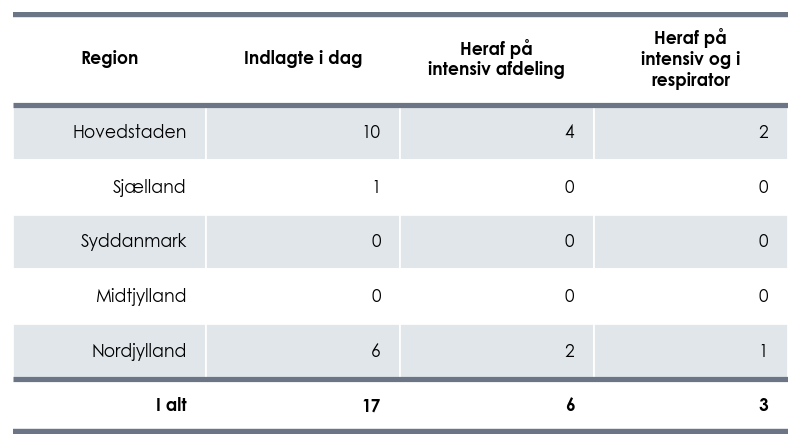 Region Indlagte i dag Heraf på intensiv afdeling Heraf på intensiv og i respirator
Hovedstaden 10 4 2
Sjælland 1 0 0
Syddanmark 0 0 0
Midtjylland 0 0 0
Nordjylland 6 2 1
I alt 17 6 3